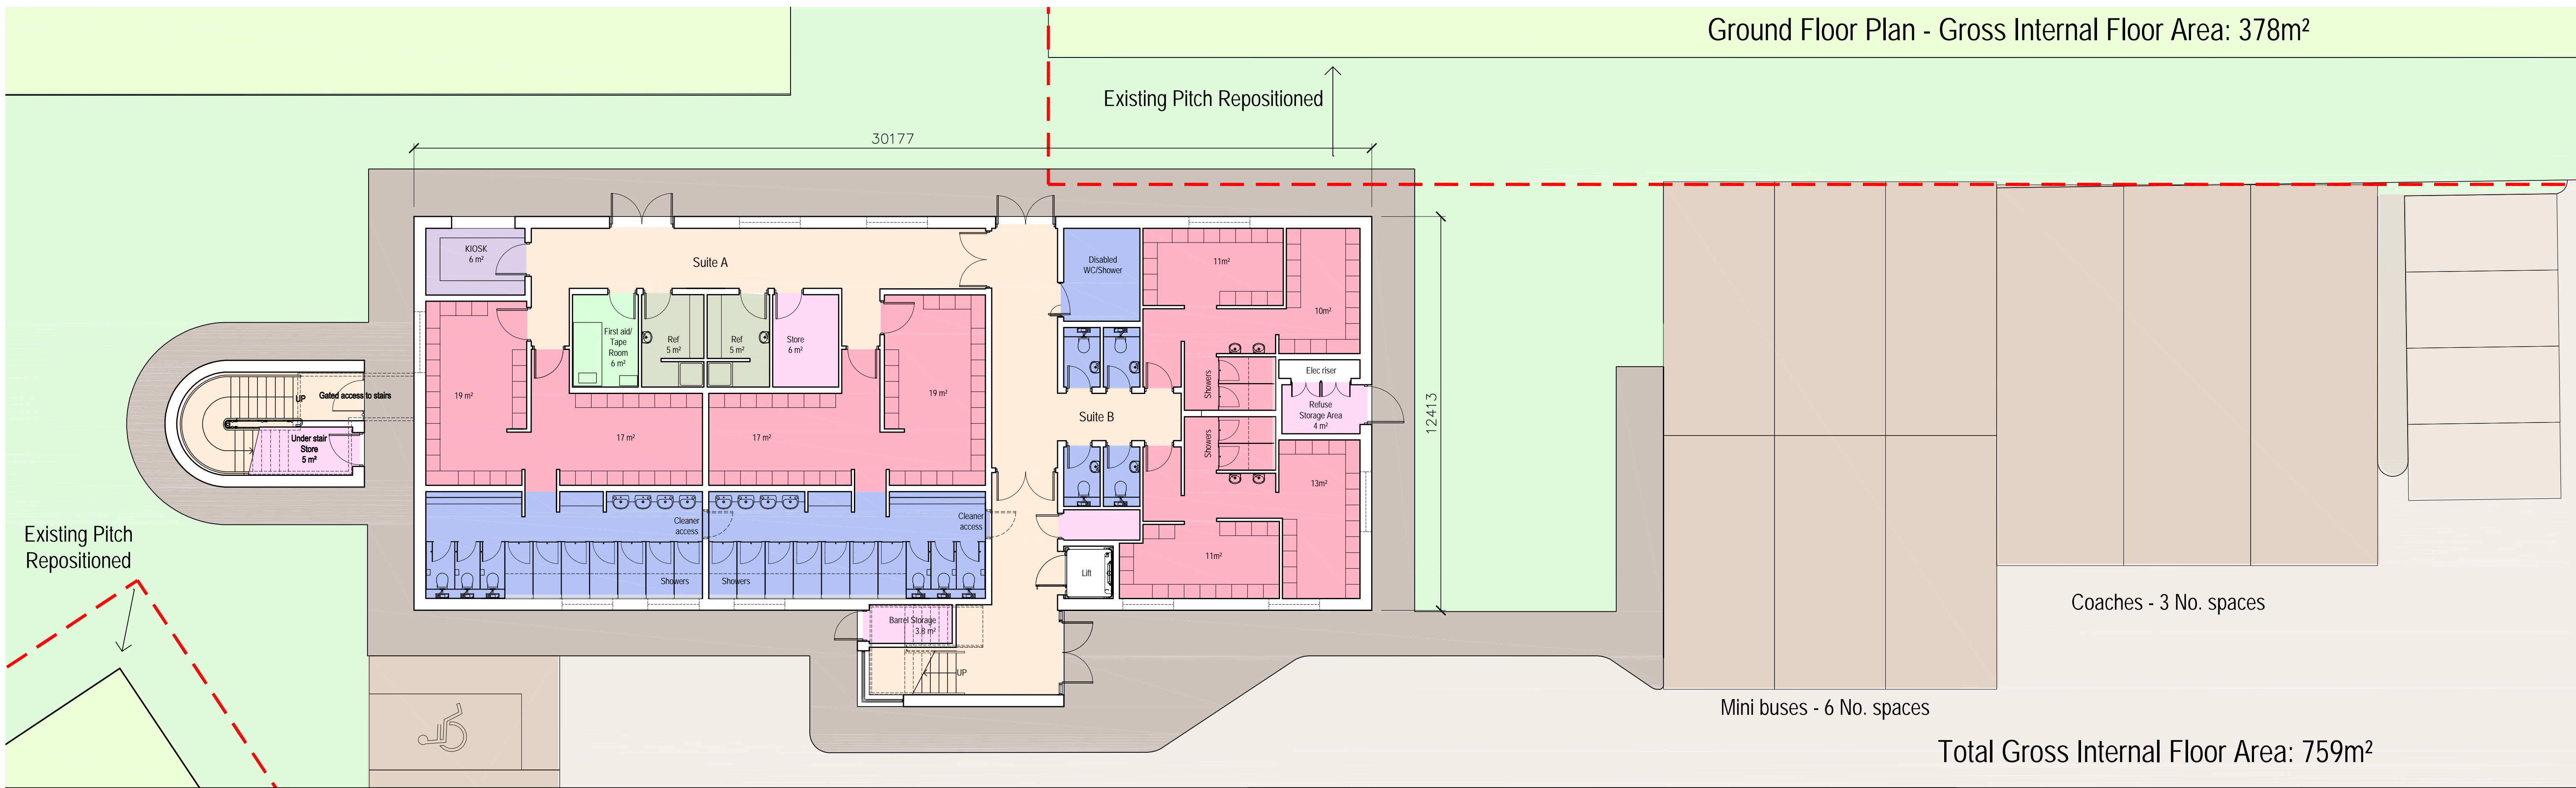 Ground Floor Plan - Gross Internal Floor Area: 378m²
Existing Pitch Repositioned
30177
12413
KIOSK
6 m²
Suite A
Disabled
WC/Shower
11m²
10m²
First aid/
Tape
Room
6 m²
Ref
5 m²
Ref
5 m²
Store
6 m²
Elec riser
Showers
Refuse
Storage Area
4 m²
UP
Gated access to stairs
19 m²
19 m²
Suite B
Under stair
Store
5 m²
17 m²
17 m²
Showers
13m²
Cleaner
access
Cleaner
access
11m²
Lift
Showers
Showers
Existing Pitch
Repositioned
Barrel Storage
3.8 m²
UP
Coaches - 3 No. spaces
Mini buses - 6 No. spaces
Total Gross Internal Floor Area: 759m²